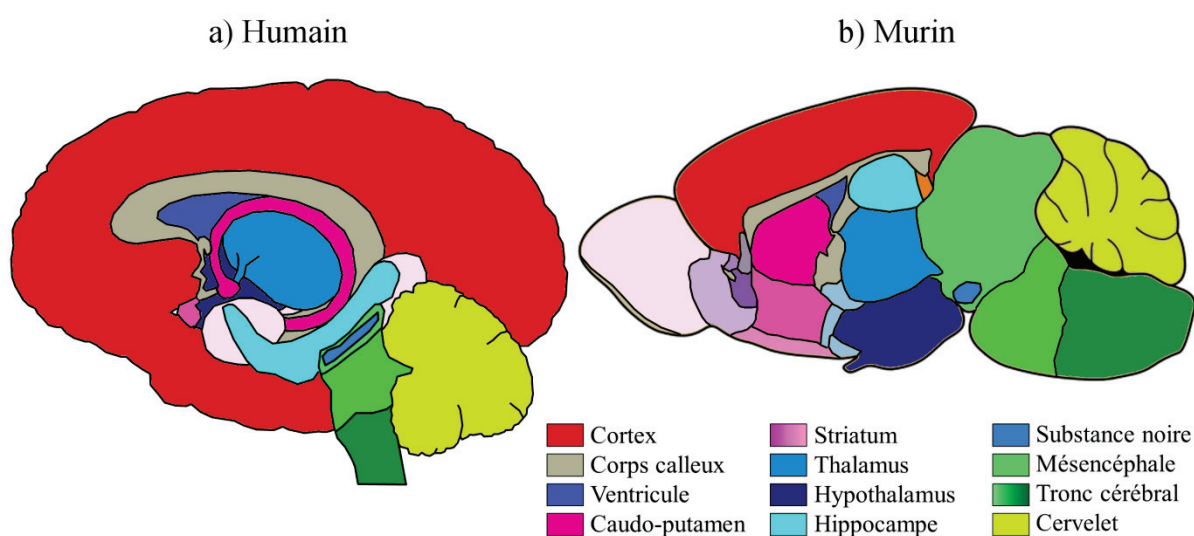 a) Humain
b) Murin
Cortex
Corps calleux
Ventricule
Caudo-putamen
Striatum
Thalamus
Hypothalamus
Hippocampe
Substance noire
Mésencéphale
Tronc cérébral
Cervelet